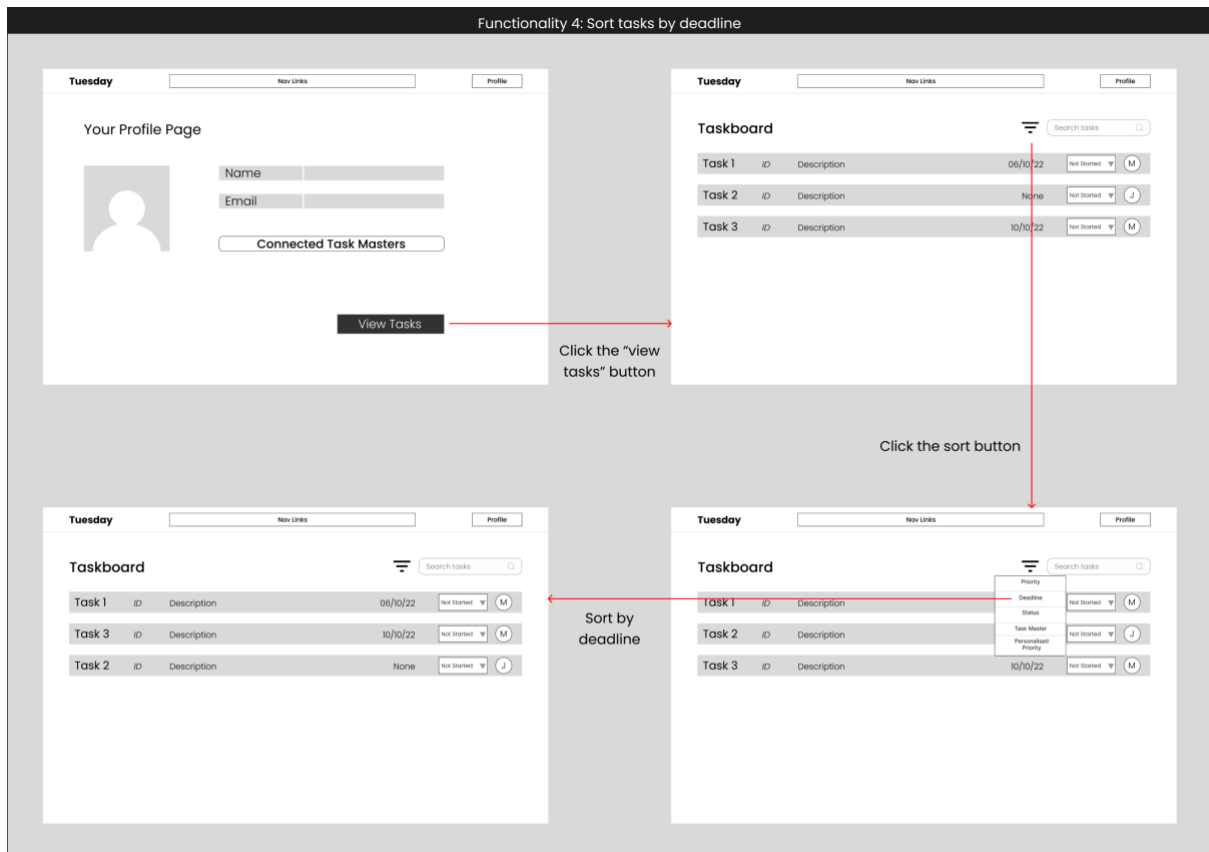 Functionality 4: Sort tasks by deadline
Tuesday Nav Links Profile
Your Profile Page
Name
Email
Connected Task Masters
View Tasks
Click the “view
tasks” button
Tuesday Nav Links Profile
Taskboard Search tasks
Task 1 ID Description 06/10/22 Not Started M
Task 2 ID Description None Not Started J
Task 3 ID Description 10/10/22 Not Started M
Click the sort button
Tuesday Nav Links Profile
Taskboard Search tasks
Priority
Deadline
Status
Task Master
Personalised
Priority
Task 1 ID Description Not Started M
Task 2 ID Description Not Started J
Task 3 ID Description 10/10/22 Not Started M
Sort by
deadline
Tuesday Nav Links Profile
Taskboard Search tasks
Task 1 ID Description 06/10/22 Not Started M
Task 3 ID Description 10/10/22 Not Started M
Task 2 ID Description None Not Started J